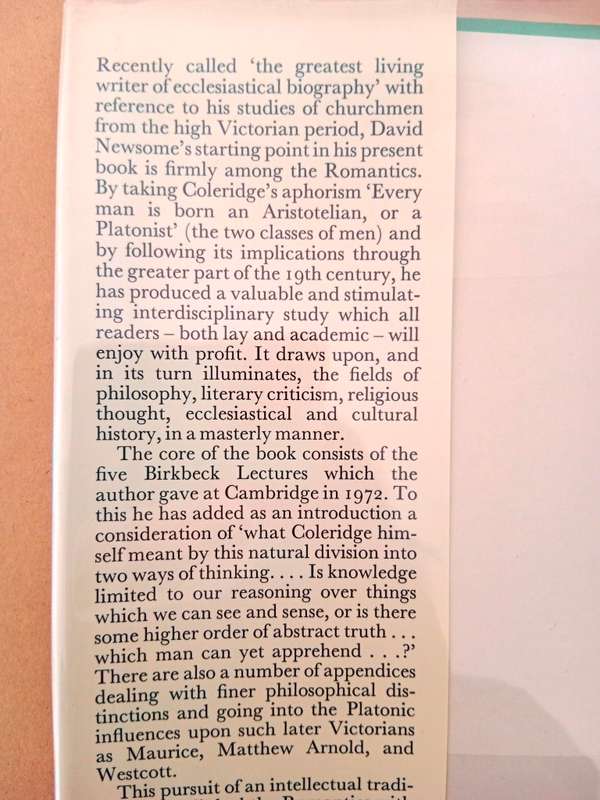 Recently called ‘the greatest living
writer of ecclesiastical biography’ with
reference to his studies of churchmen
from the high Victorian period, David
Newsome’s starting point in his present
book is firmly among the Romantics.
By taking Coleridge’s aphorism ‘Every
man is born an Aristotelian, or a
Platonist’ (the two classes of men) and
by following its implications through
the greater part of the 19th century, he
has produced a valuable and stimulat-
ing interdisciplinary study which all
readers – both lay and academic – will
enjoy with profit. It draws upon, and
in its turn illuminates, the fields of
philosophy, literary criticism, religious
thought, ecclesiastical and cultural
history, in a masterly manner.
The core of the book consists of the
five Birkbeck Lectures which the
author gave at Cambridge in 1972. To
this he has added as an introduction a
consideration of ‘what Coleridge him-
self meant by this natural division into
two ways of thinking. . . . Is knowledge
limited to our reasoning over things
which we can see and sense, or is there
some higher order of abstract truth . . .
which man can yet apprehend . . .?’
There are also a number of appendices
dealing with finer philosophical dis-
tinctions and going into the Platonic
influences upon such later Victorians
as Maurice, Matthew Arnold, and
Westcott.
This pursuit of an intellectual tradi-